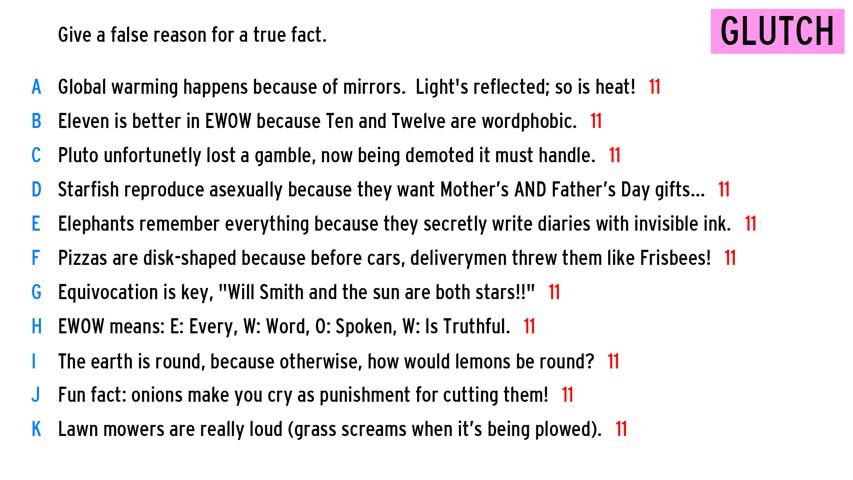 Give a false reason for a true fact.
GLUTCH
A Global warming happens because of mirrors. Light's reflected; so is heat! 11
B Eleven is better in EWOW because Ten and Twelve are wordphobic. 11
C Pluto unfortunetly lost a gamble, now being demoted it must handle. 11
D Starfish reproduce asexually because they want Mother's AND Father's Day gifts... 11
E Elephants remember everything because they secretly write diaries with invisible ink. 11
F Pizzas are disk-shaped because before cars, deliverymen threw them like Frisbees! 11
G Equivocation is key, "Will Smith and the sun are both stars!!" 11
H EWOW means: E: Every, W: Word, O: Spoken, W: Is Truthful. 11
I The earth is round, because otherwise, how would lemons be round? 11
J Fun fact: onions make you cry as punishment for cutting them! 11
K Lawn mowers are really loud (grass screams when it's being plowed). 11